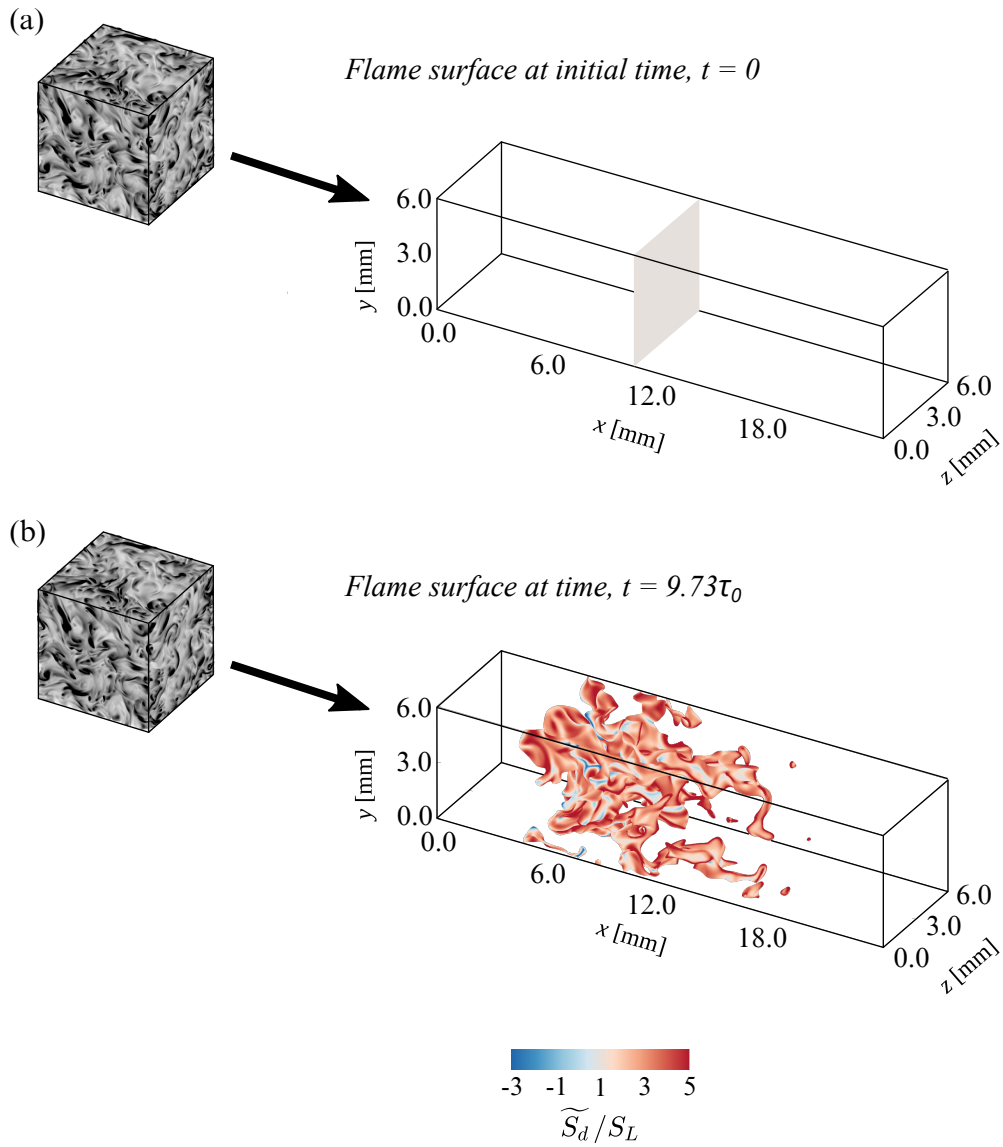 (a)
Flame surface at initial time, t = 0
6.0
3.0
0.0
y [mm]
0.0
6.0
12.0
18.0
x [mm]
0.0
3.0
6.0
z [mm]
(b)
Flame surface at time, t = 9.73τ₀
6.0
3.0
0.0
y [mm]
0.0
6.0
12.0
18.0
x [mm]
0.0
3.0
6.0
z [mm]
-3 -1 1 3 5
S̃_d / S_L